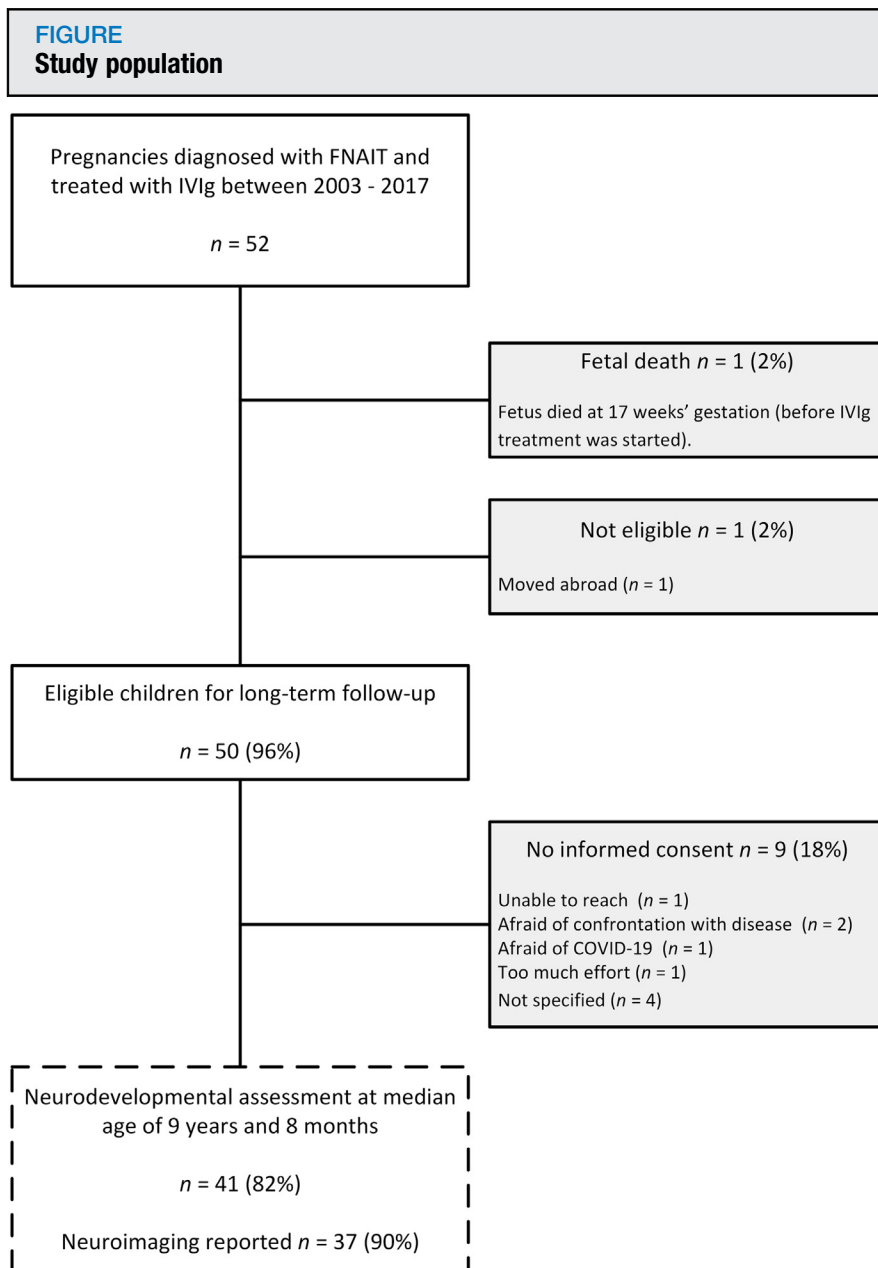 FIGURE
Study population
Pregnancies diagnosed with FNAIT and
treated with IVIg between 2003 - 2017
n = 52
Fetal death n = 1 (2%)
Fetus died at 17 weeks’ gestation (before IVIg
treatment was started).
Not eligible n = 1 (2%)
Moved abroad (n = 1)
Eligible children for long-term follow-up
n = 50 (96%)
No informed consent n = 9 (18%)
Unable to reach (n = 1)
Afraid of confrontation with disease (n = 2)
Afraid of COVID-19 (n = 1)
Too much effort (n = 1)
Not specified (n = 4)
Neurodevelopmental assessment at median
age of 9 years and 8 months
n = 41 (82%)
Neuroimaging reported n = 37 (90%)